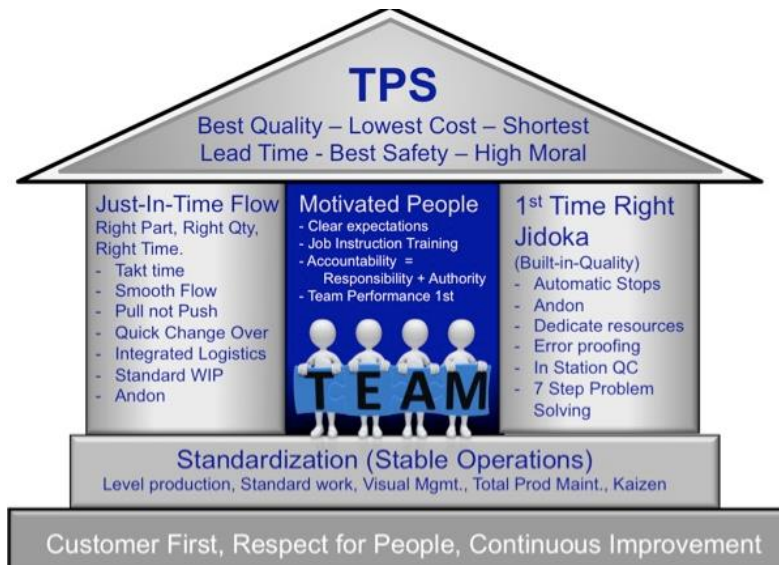 TPS
Best Quality – Lowest Cost – Shortest
Lead Time - Best Safety – High Moral
Just-In-Time Flow
Right Part, Right Qty,
Right Time.
- Takt time
- Smooth Flow
- Pull not Push
- Quick Change Over
- Integrated Logistics
- Standard WIP
- Andon
Motivated People
- Clear expectations
- Job Instruction Training
- Accountability =
Responsibility + Authority
- Team Performance 1st
TEAM
1st Time Right
Jidoka
(Built-in-Quality)
- Automatic Stops
- Andon
- Dedicate resources
- Error proofing
- In Station QC
- 7 Step Problem
Solving
Standardization (Stable Operations)
Level production, Standard work, Visual Mgmt., Total Prod Maint., Kaizen
Customer First, Respect for People, Continuous Improvement